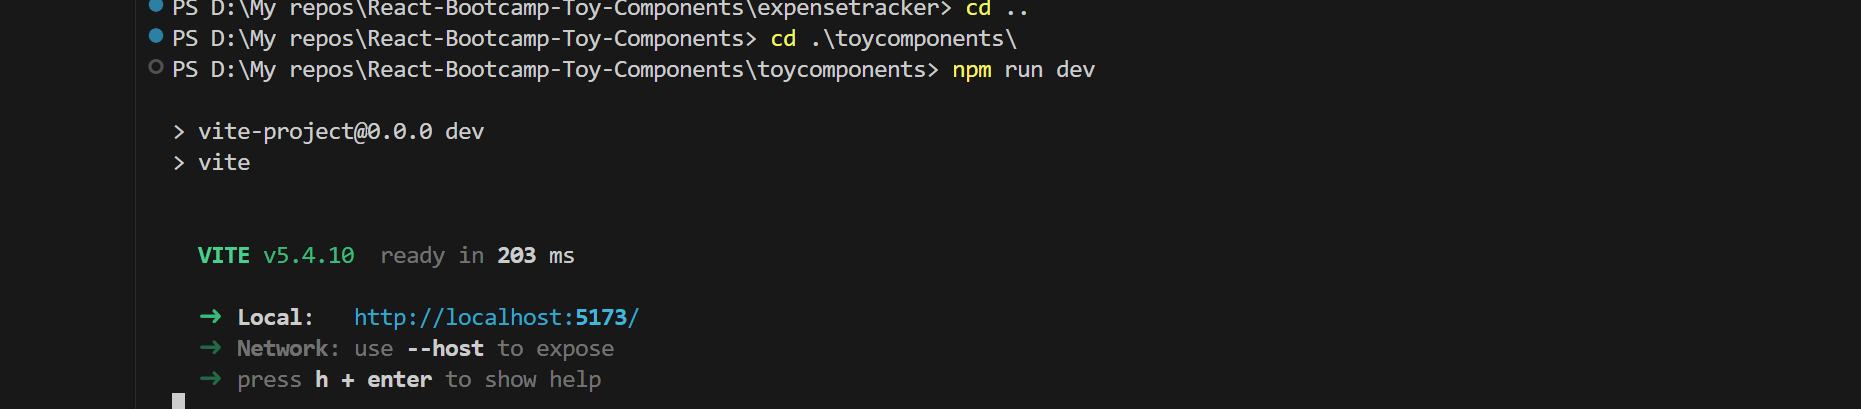 PS D:\My repos\React-Bootcamp-Toy-Components\expensetracker> cd ..
PS D:\My repos\React-Bootcamp-Toy-Components> cd .\toycomponents\
PS D:\My repos\React-Bootcamp-Toy-Components\toycomponents> npm run dev
> vite-project@0.0.0 dev
> vite
VITE v5.4.10  ready in 203 ms
➜ Local:   http://localhost:5173/
➜ Network: use --host to expose
➜ press h + enter to show help